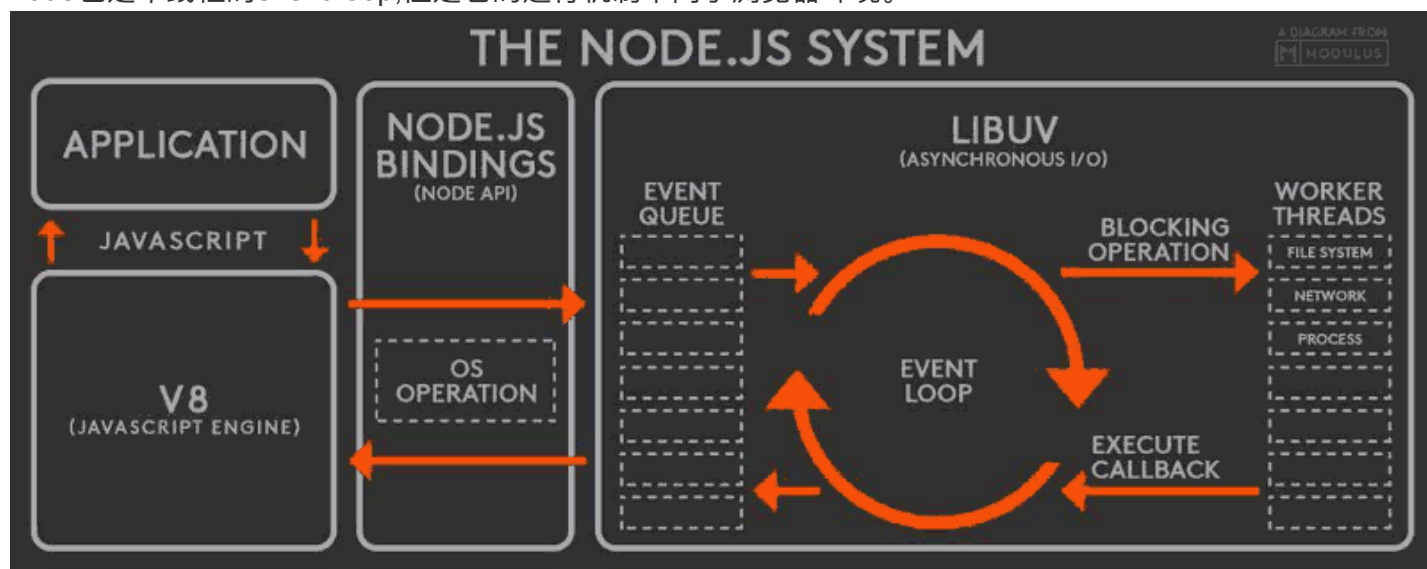 THE NODE.JS SYSTEM
A DIAGRAM FROM
MODULUS
APPLICATION
JAVASCRIPT
V8
(JAVASCRIPT ENGINE)
NODE.JS
BINDINGS
(NODE API)
OS
OPERATION
LIBUV
(ASYNCHRONOUS I/O)
EVENT
QUEUE
EVENT
LOOP
BLOCKING
OPERATION
EXECUTE
CALLBACK
WORKER
THREADS
FILE SYSTEM
NETWORK
PROCESS